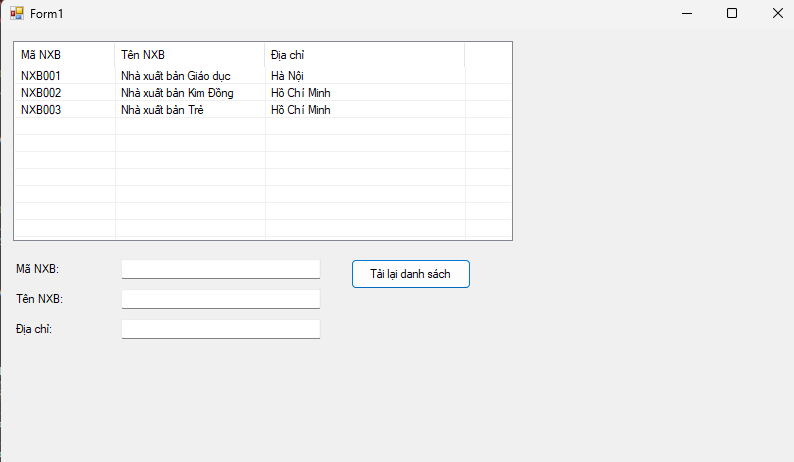 Form1
Mã NXB Tên NXB Địa chỉ
NXB001 Nhà xuất bản Giáo dục Hà Nội
NXB002 Nhà xuất bản Kim Đồng Hồ Chí Minh
NXB003 Nhà xuất bản Trẻ Hồ Chí Minh
Mã NXB:
Tải lại danh sách
Tên NXB:
Địa chỉ: